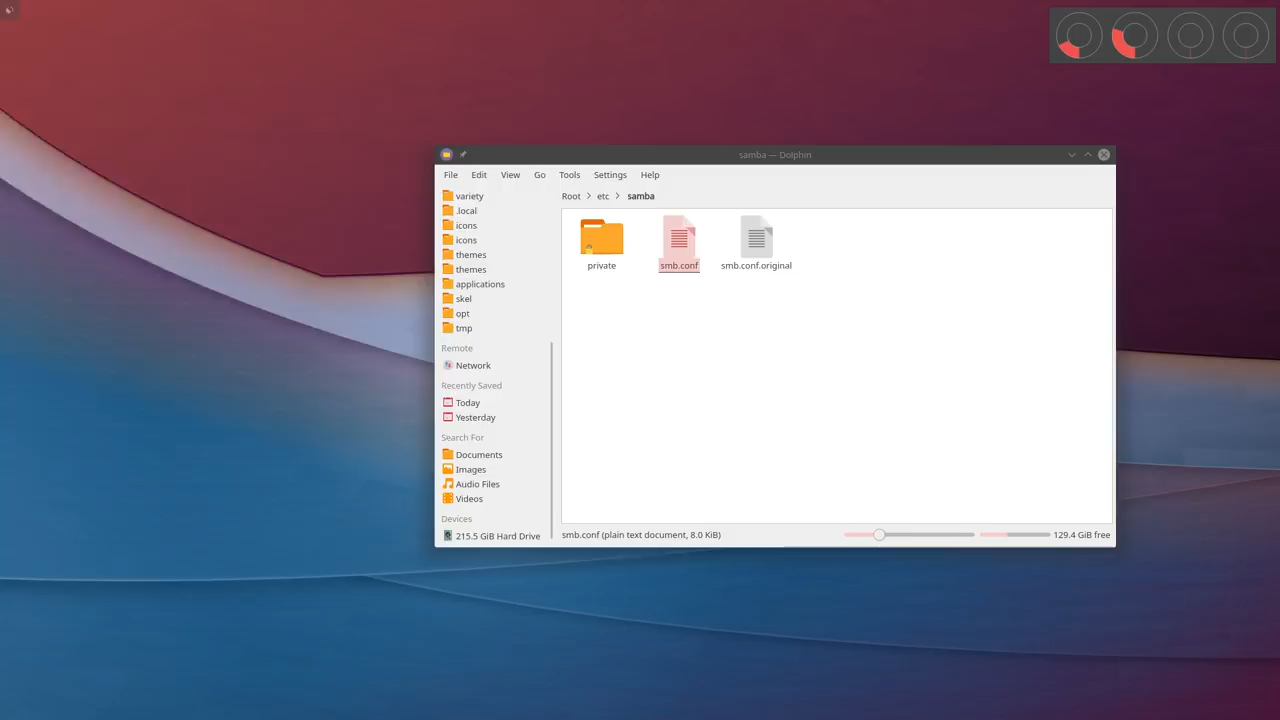 samba — Dolphin
File Edit View Go Tools Settings Help
Root etc samba
variety
.local
icons
icons
themes
themes
applications
skel
opt
tmp
Remote
Network
Recently Saved
Today
Yesterday
Search For
Documents
Images
Audio Files
Videos
Devices
215.5 GiB Hard Drive
private smb.conf smb.conf.original
smb.conf (plain text document, 8.0 KiB) 129.4 GiB free